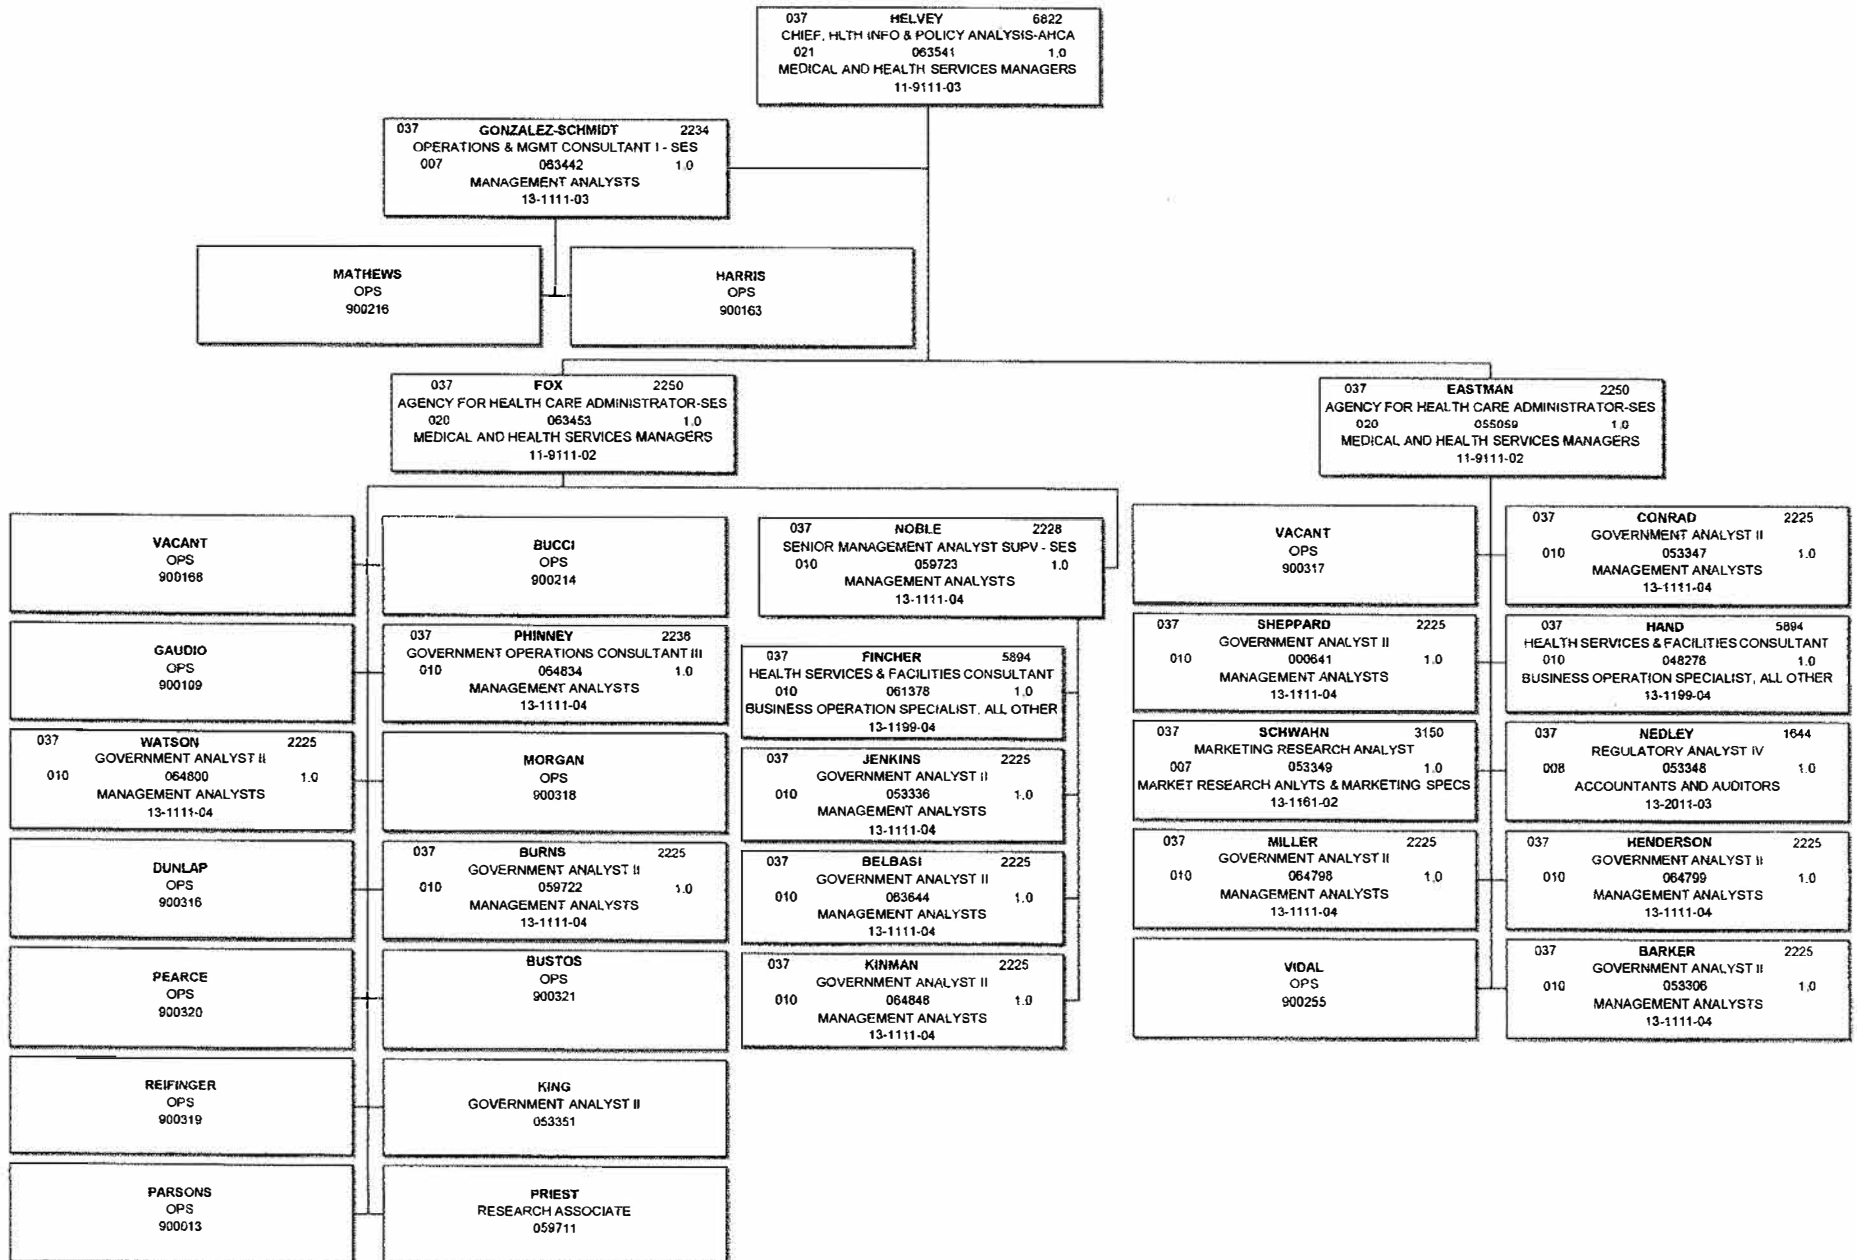 037 HELVEY 6822
CHIEF, HLTH INFO & POLICY ANALYSIS-AHCA
021 063541 1.0
MEDICAL AND HEALTH SERVICES MANAGERS
11-9111-03
037 GONZALEZ-SCHMIDT 2234
OPERATIONS & MGMT CONSULTANT I - SES
007 063442 1.0
MANAGEMENT ANALYSTS
13-1111-03
MATHEWS
OPS
900216
HARRIS
OPS
900163
037 FOX 2250
AGENCY FOR HEALTH CARE ADMINISTRATOR-SES
020 063453 1.0
MEDICAL AND HEALTH SERVICES MANAGERS
11-9111-02
037 EASTMAN 2250
AGENCY FOR HEALTH CARE ADMINISTRATOR-SES
020 055059 1.0
MEDICAL AND HEALTH SERVICES MANAGERS
11-9111-02
VACANT
OPS
900168
BUCCI
OPS
900214
GAUDIO
OPS
900109
037 PHINNEY 2238
GOVERNMENT OPERATIONS CONSULTANT III
010 064834 1.0
MANAGEMENT ANALYSTS
13-1111-04
037 WATSON 2225
GOVERNMENT ANALYST II
010 064800 1.0
MANAGEMENT ANALYSTS
13-1111-04
MORGAN
OPS
900318
DUNLAP
OPS
900316
037 BURNS 2225
GOVERNMENT ANALYST II
010 059722 1.0
MANAGEMENT ANALYSTS
13-1111-04
PEARCE
OPS
900320
BUSTOS
OPS
900321
REIFINGER
OPS
900319
KING
GOVERNMENT ANALYST II
053351
PARSONS
OPS
900013
PRIEST
RESEARCH ASSOCIATE
059711
037 NOBLE 2228
SENIOR MANAGEMENT ANALYST SUPV - SES
010 059723 1.0
MANAGEMENT ANALYSTS
13-1111-04
037 FINCHER 5894
HEALTH SERVICES & FACILITIES CONSULTANT
010 061378 1.0
BUSINESS OPERATION SPECIALIST, ALL OTHER
13-1199-04
037 JENKINS 2225
GOVERNMENT ANALYST II
010 053336 1.0
MANAGEMENT ANALYSTS
13-1111-04
037 BELBASI 2225
GOVERNMENT ANALYST II
010 063644 1.0
MANAGEMENT ANALYSTS
13-1111-04
037 KINMAN 2225
GOVERNMENT ANALYST II
010 064848 1.0
MANAGEMENT ANALYSTS
13-1111-04
VACANT
OPS
900317
037 CONRAD 2225
GOVERNMENT ANALYST II
010 053347 1.0
MANAGEMENT ANALYSTS
13-1111-04
037 SHEPPARD 2225
GOVERNMENT ANALYST II
010 000641 1.0
MANAGEMENT ANALYSTS
13-1111-04
037 HAND 5894
HEALTH SERVICES & FACILITIES CONSULTANT
010 048278 1.0
BUSINESS OPERATION SPECIALIST, ALL OTHER
13-1199-04
037 SCHWAHN 3150
MARKETING RESEARCH ANALYST
007 053349 1.0
MARKET RESEARCH ANLYTS & MARKETING SPECS
13-1161-02
037 NEDLEY 1644
REGULATORY ANALYST IV
008 053348 1.0
ACCOUNTANTS AND AUDITORS
13-2011-03
037 MILLER 2225
GOVERNMENT ANALYST II
010 064798 1.0
MANAGEMENT ANALYSTS
13-1111-04
037 HENDERSON 2225
GOVERNMENT ANALYST II
010 064799 1.0
MANAGEMENT ANALYSTS
13-1111-04
VIDAL
OPS
900255
037 BARKER 2225
GOVERNMENT ANALYST II
010 053306 1.0
MANAGEMENT ANALYSTS
13-1111-04